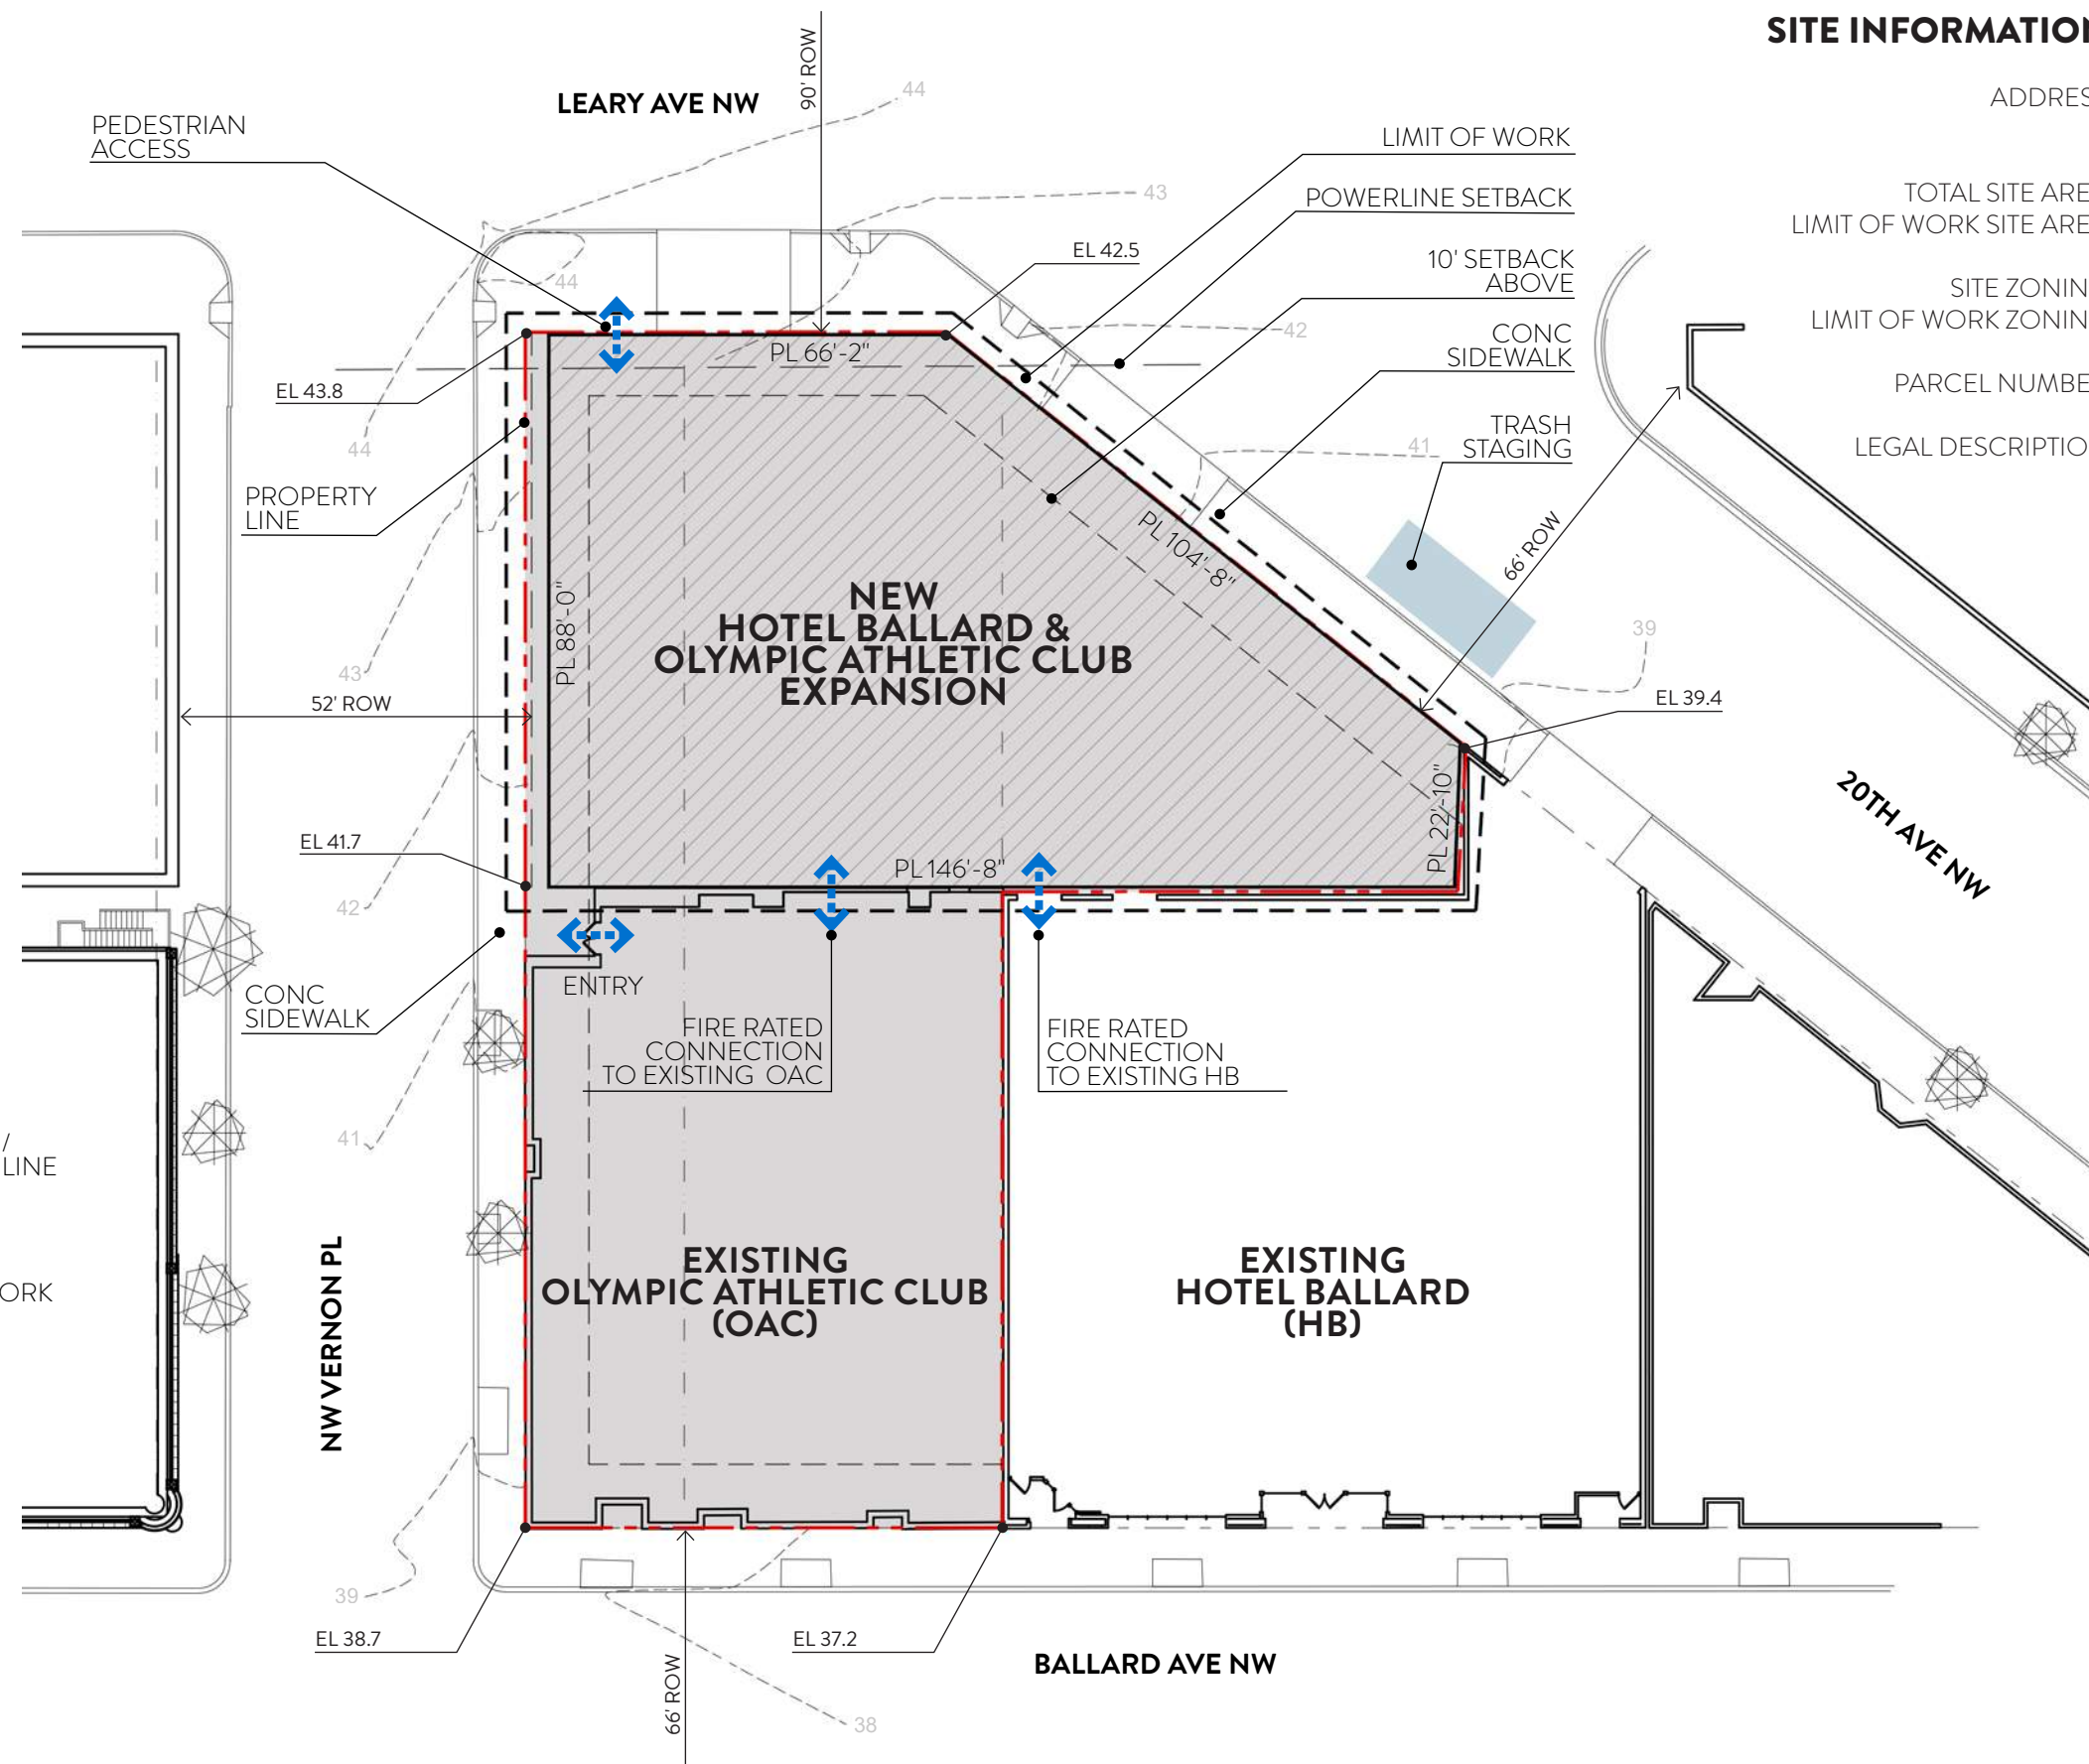 SITE INFORMATION
ADDRES
TOTAL SITE ARE
LIMIT OF WORK SITE ARE
SITE ZONIN
LIMIT OF WORK ZONIN
PARCEL NUMBE
LEGAL DESCRIPTIO
LEARY AVE NW
90' ROW
44
PEDESTRIAN
ACCESS
LIMIT OF WORK
43
POWERLINE SETBACK
EL 42.5
10' SETBACK
ABOVE
44
42
CONC
SIDEWALK
PL 66'-2"
EL 43.8
44
41
TRASH
STAGING
PROPERTY
LINE
PL 104'-8"
66' ROW
PL 88'-0"
NEW
HOTEL BALLARD &
OLYMPIC ATHLETIC CLUB
EXPANSION
39
43
52' ROW
EL 39.4
PL 22'-10"
20TH AVE NW
EL 41.7
PL 146'-8"
42
ENTRY
CONC
SIDEWALK
FIRE RATED
CONNECTION
TO EXISTING OAC
FIRE RATED
CONNECTION
TO EXISTING HB
41
/
LINE
ORK
NW VERNON PL
EXISTING
OLYMPIC ATHLETIC CLUB
(OAC)
EXISTING
HOTEL BALLARD
(HB)
39
EL 38.7
EL 37.2
66' ROW
BALLARD AVE NW
38